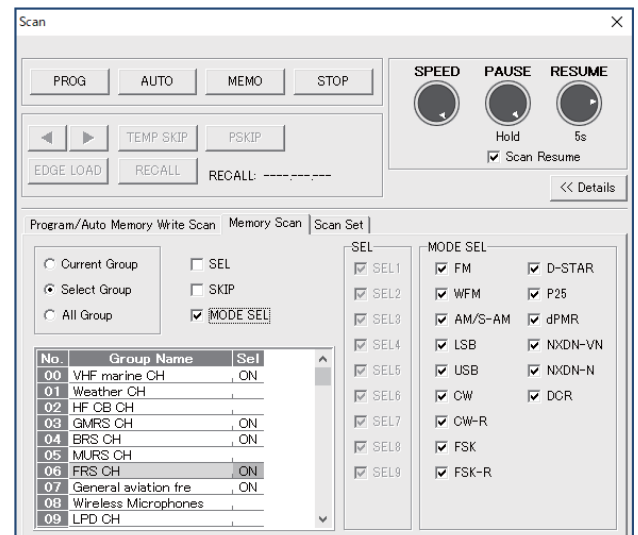 Scan
PROG AUTO MEMO STOP
SPEED PAUSE RESUME
Hold 5s
Scan Resume
TEMP SKIP PSKIP
EDGE LOAD RECALL RECALL: ----.---.---
<< Details
Program/Auto Memory Write Scan Memory Scan Scan Set
Current Group
Select Group
All Group
SEL
SKIP
MODE SEL
No. Group Name Sel
00 VHF marine CH ON
01 Weather CH
02 HF CB CH
03 GMRS CH ON
04 BRS CH ON
05 MURS CH
06 FRS CH ON
07 General aviation fre ON
08 Wireless Microphones
09 LPD CH
SEL
SEL1
SEL2
SEL3
SEL4
SEL5
SEL6
SEL7
SEL8
SEL9
MODE SEL
FM D-STAR
WFM P25
AM/S-AM dPMR
LSB NXDN-VN
USB NXDN-N
CW DCR
CW-R
FSK
FSK-R